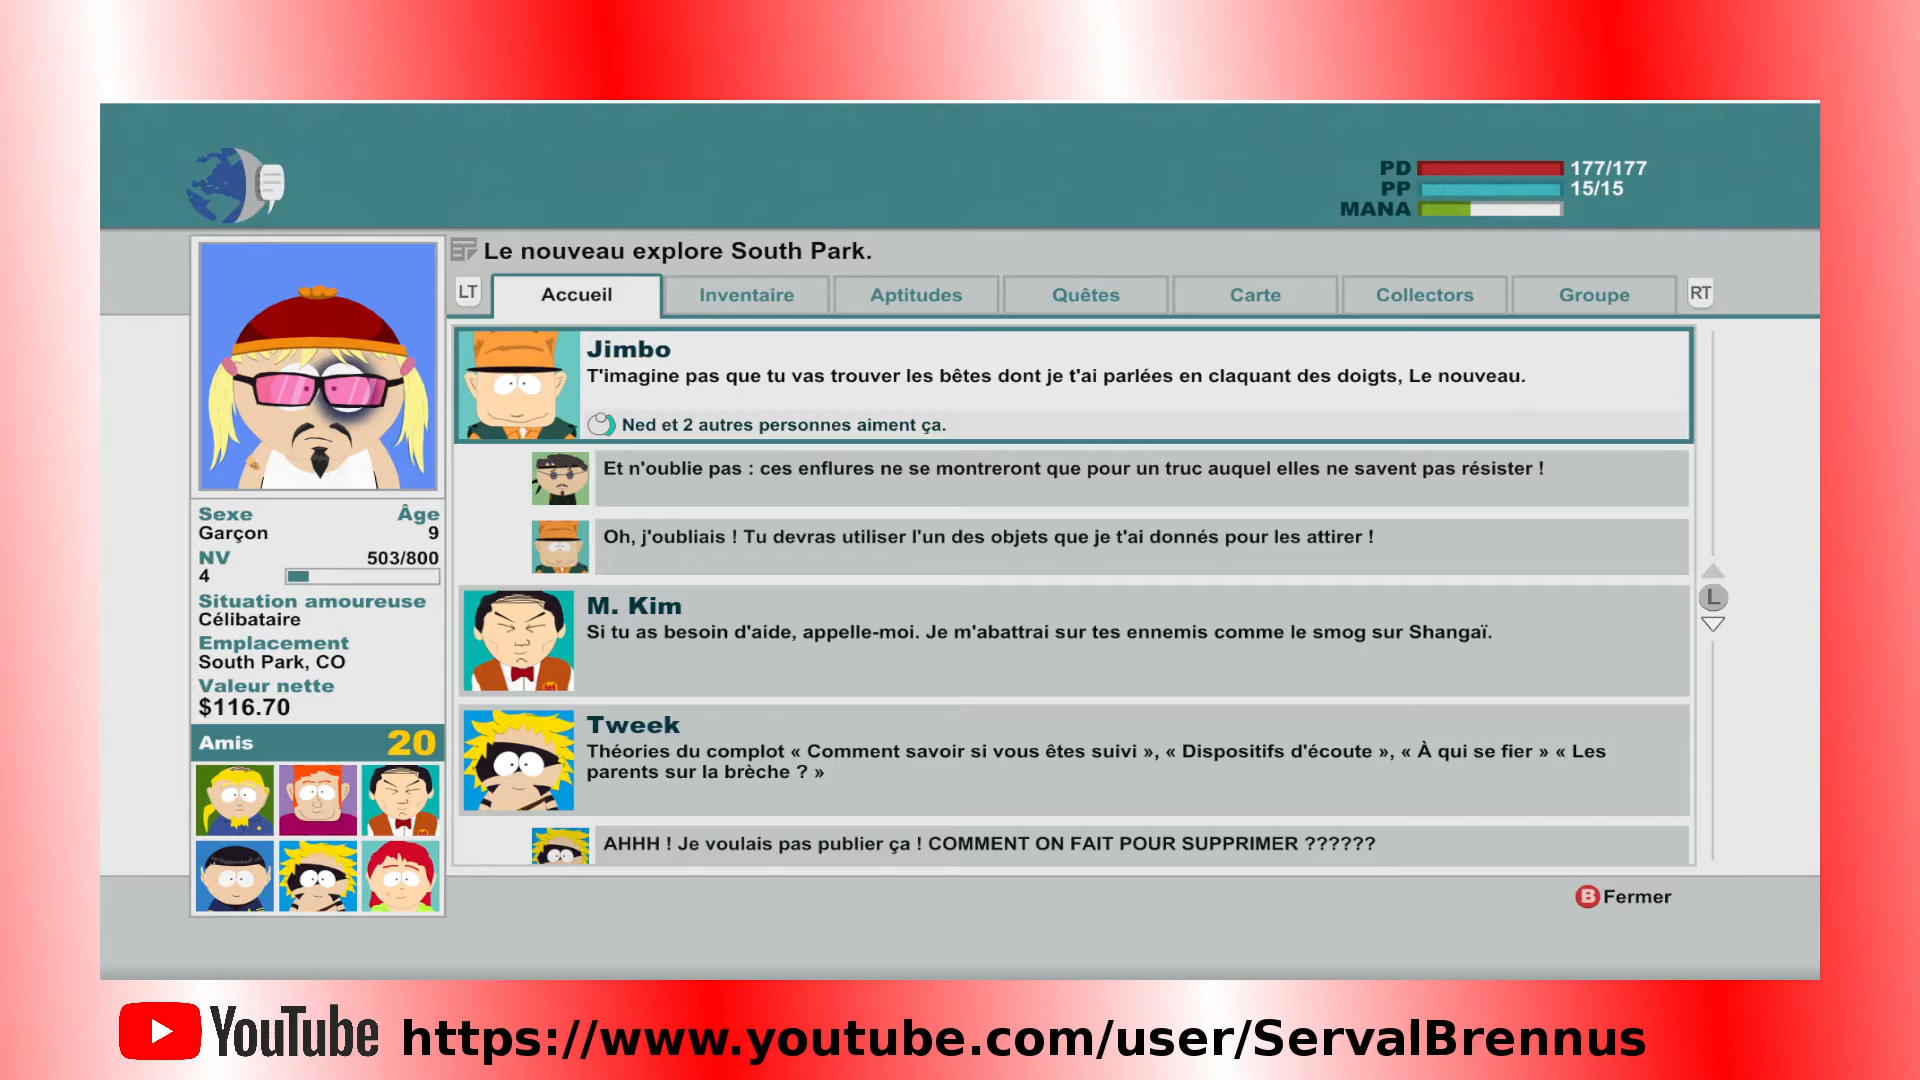 PD 177/177
PP 15/15
MANA
Le nouveau explore South Park.
LT
Accueil
Inventaire
Aptitudes
Quêtes
Carte
Collectors
Groupe
RT
Jimbo
T'imagine pas que tu vas trouver les bêtes dont je t'ai parlées en claquant des doigts, Le nouveau.
Ned et 2 autres personnes aiment ça.
Et n'oublie pas : ces enflures ne se montreront que pour un truc auquel elles ne savent pas résister !
Oh, j'oubliais ! Tu devras utiliser l'un des objets que je t'ai donnés pour les attirer !
M. Kim
Si tu as besoin d'aide, appelle-moi. Je m'abattrai sur tes ennemis comme le smog sur Shangaï.
Tweek
Théories du complot « Comment savoir si vous êtes suivi », « Dispositifs d'écoute », « À qui se fier » « Les
parents sur la brèche ? »
AHHH ! Je voulais pas publier ça ! COMMENT ON FAIT POUR SUPPRIMER ??????
L
Sexe Âge
Garçon 9
NV 503/800
4
Situation amoureuse
Célibataire
Emplacement
South Park, CO
Valeur nette
$116.70
Amis 20
B Fermer
YouTube https://www.youtube.com/user/ServalBrennus